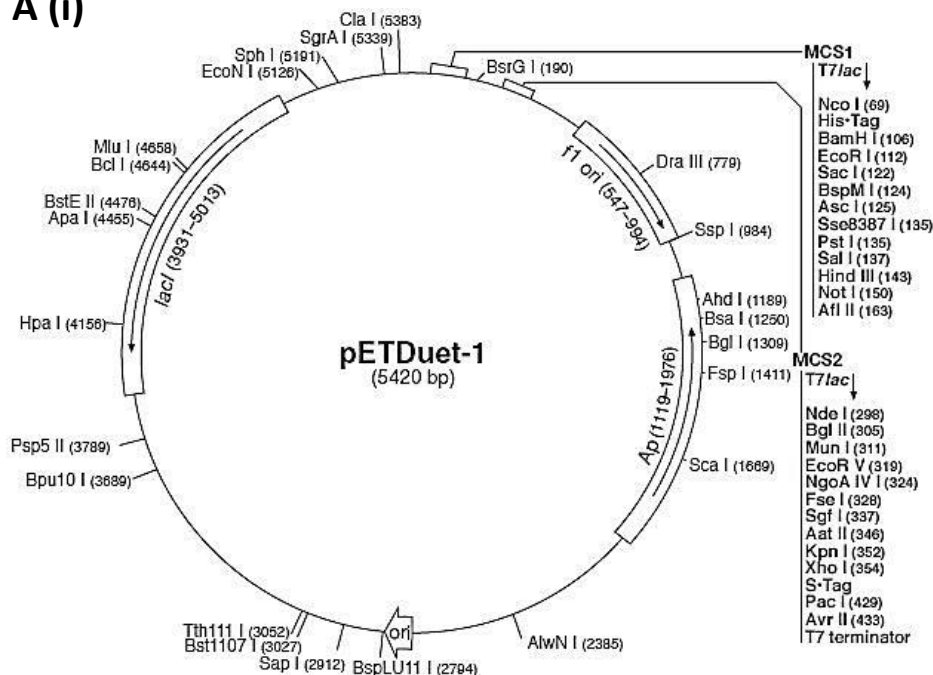 A (i)
Cla I (5383)
SgrA I (5339)
Sph I (5191)
EcoN I (5126)
Mlu I (4658)
Bcl I (4644)
BstE II (4476)
Apa I (4455)
Hpa I (4156)
Psp5 II (3789)
Bpu10 I (3689)
Tth111 I (3052)
Bst1107 I (3027)
Sap I (2912)
BspLU11 I (2794)
AlwN I (2385)
BsrG I (190)
Dra III (779)
Ssp I (984)
Ahd I (1189)
Bsa I (1250)
Bgl I (1309)
Fsp I (1411)
Sca I (1669)
lacI (3931–5013)
f1 ori (547–994)
Ap (1119–1976)
ori
pETDuet-1
(5420 bp)
MCS1
T7lac
Nco I (69)
His•Tag
BamH I (106)
EcoR I (112)
Sac I (122)
BspM I (124)
Asc I (125)
Sse8387 I (135)
Pst I (135)
Sal I (137)
Hind III (143)
Not I (150)
Afl II (163)
MCS2
T7lac
Nde I (298)
Bgl II (305)
Mun I (311)
EcoR V (319)
NgoA IV I (324)
Fse I (328)
Sgf I (337)
Aat II (346)
Kpn I (352)
Xho I (354)
S•Tag
Pac I (429)
Avr II (433)
T7 terminator